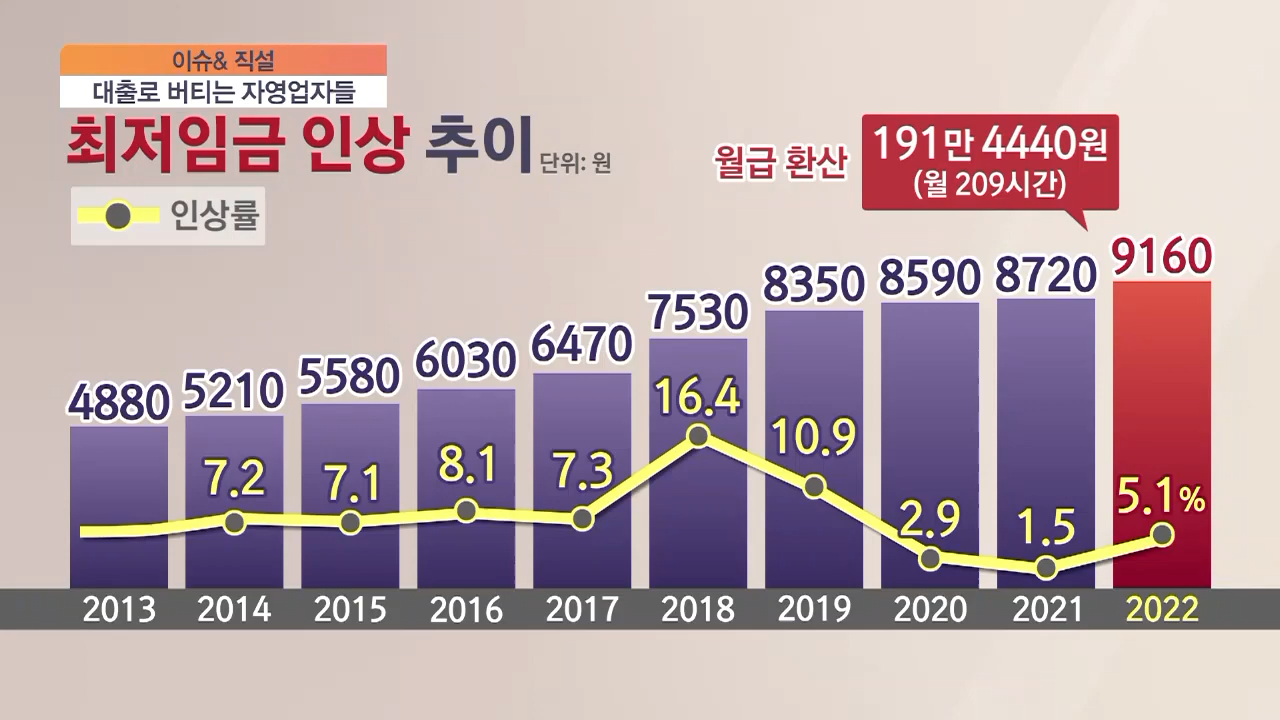 이슈& 직설
대출로 버티는 자영업자들
최저임금 인상 추이 단위: 원
인상률
월급 환산
191만 4440원
(월 209시간)
4880 5210 5580 6030 6470 7530 8350 8590 8720 9160
7.2 7.1 8.1 7.3 16.4 10.9 2.9 1.5 5.1%
2013 2014 2015 2016 2017 2018 2019 2020 2021 2022